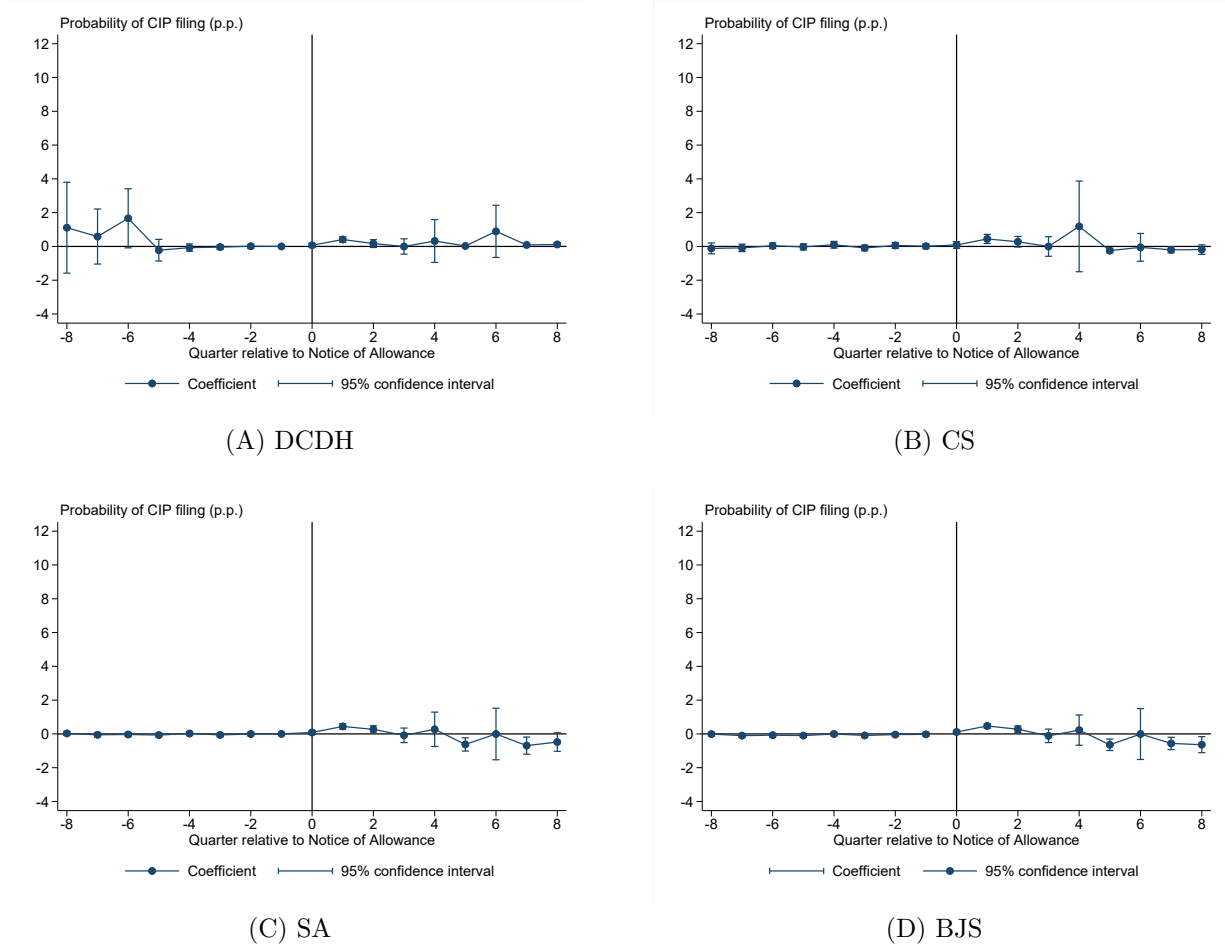 Probability of CIP filing (p.p.)
12
10
8
6
4
2
0
-2
-4
-8 -6 -4 -2 0 2 4 6 8
Quarter relative to Notice of Allowance
Coefficient 95% confidence interval
(A) DCDH
Probability of CIP filing (p.p.)
12
10
8
6
4
2
0
-2
-4
-8 -6 -4 -2 0 2 4 6 8
Quarter relative to Notice of Allowance
Coefficient 95% confidence interval
(B) CS
Probability of CIP filing (p.p.)
12
10
8
6
4
2
0
-2
-4
-8 -6 -4 -2 0 2 4 6 8
Quarter relative to Notice of Allowance
Coefficient 95% confidence interval
(C) SA
Probability of CIP filing (p.p.)
12
10
8
6
4
2
0
-2
-4
-8 -6 -4 -2 0 2 4 6 8
Quarter relative to Notice of Allowance
Coefficient 95% confidence interval
(D) BJS